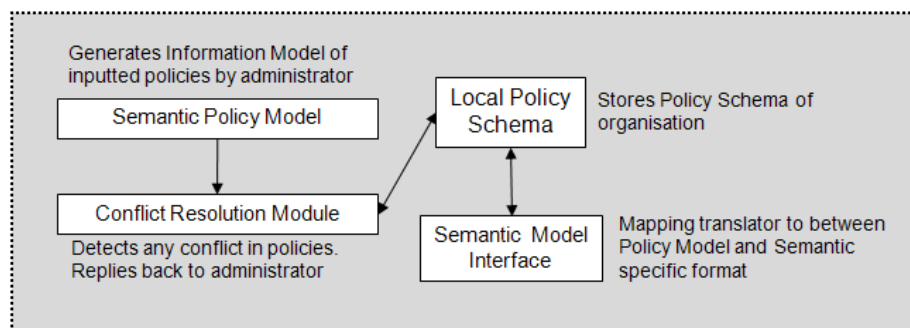 Generates Information Model of
inputted policies by administrator
Semantic Policy Model
Local Policy
Schema
Stores Policy Schema of
organisation
Conflict Resolution Module
Detects any conflict in policies.
Replies back to administrator
Semantic Model
Interface
Mapping translator to between
Policy Model and Semantic
specific format